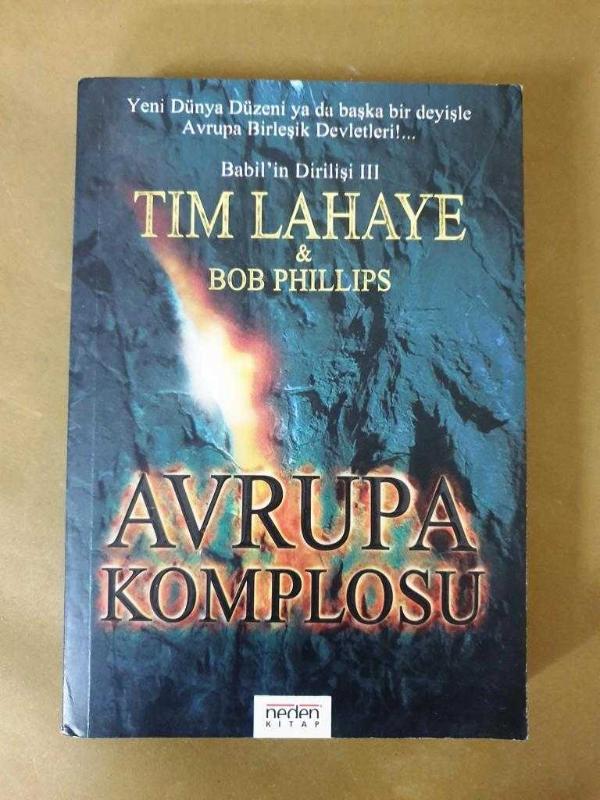 Yeni Dünya Düzeni ya da başka bir deyişle
Avrupa Birleşik Devletleri!...
Babil'in Dirilişi III
TIM LAHAYE
&
BOB PHILLIPS
AVRUPA
KOMPLOSU
neden
KİTAP